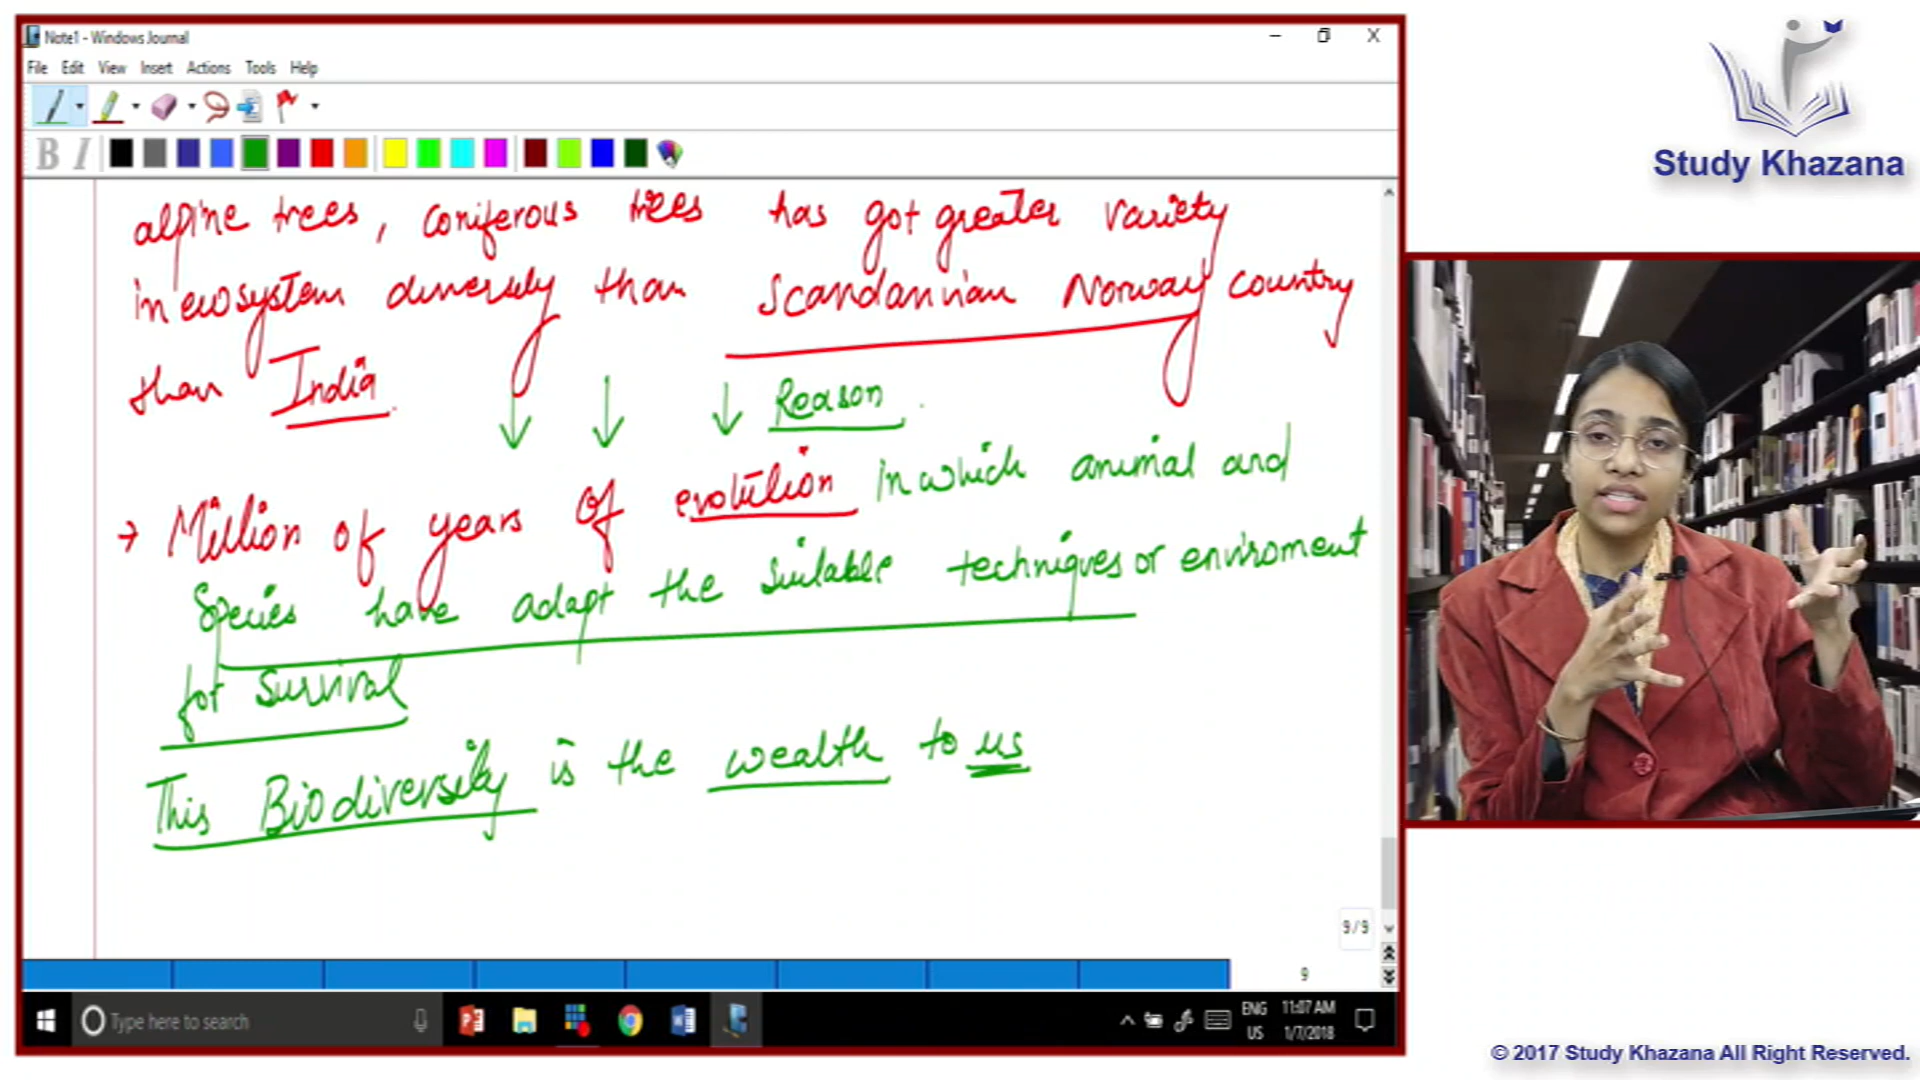 Note1 - Windows Journal
File Edit View Insert Actions Tools Help
B I
alpine trees, coniferous trees has got greater variety
in ecosystem diversity than Scandannian Norway country
than India.
Reason
→ Million of years of evolution in which animal and
Species have adapt the suitable techniques or enviroment
for Survival
This Biodiversity is the wealth to us
9/9
9
Type here to search
ENG
US
11:07 AM
1/7/2018
Study Khazana
© 2017 Study Khazana All Right Reserved.